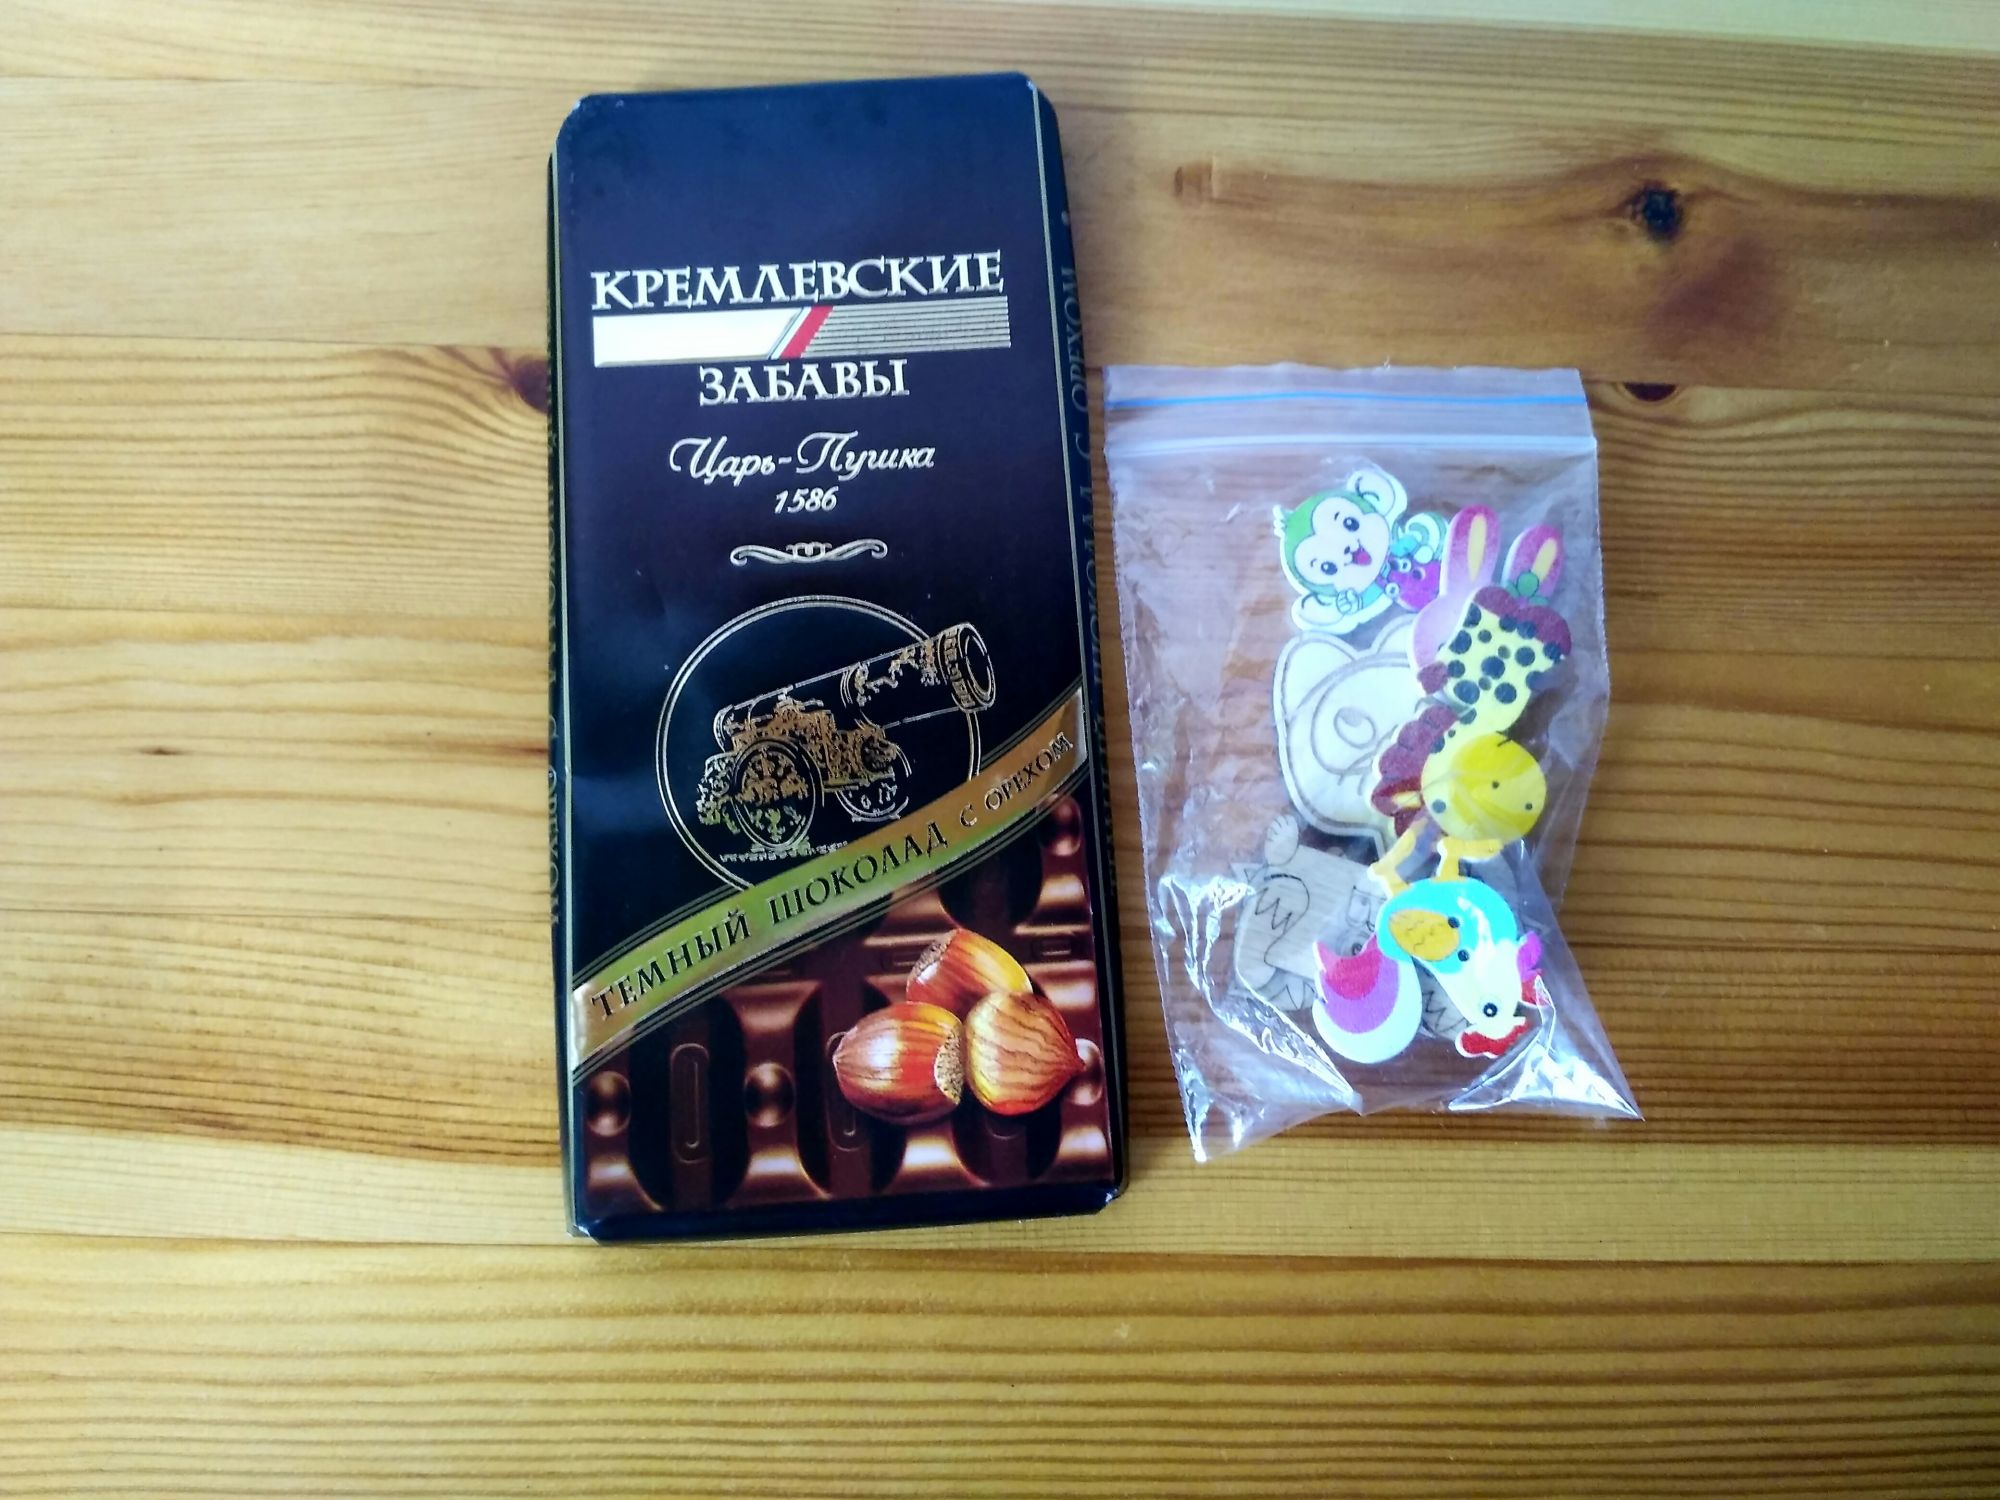 КРЕМЛЕВСКИЕ
ЗАБАВЫ
Царь-Пушка
1586
ТЕМНЫЙ ШОКОЛАД С ОРЕХОМ